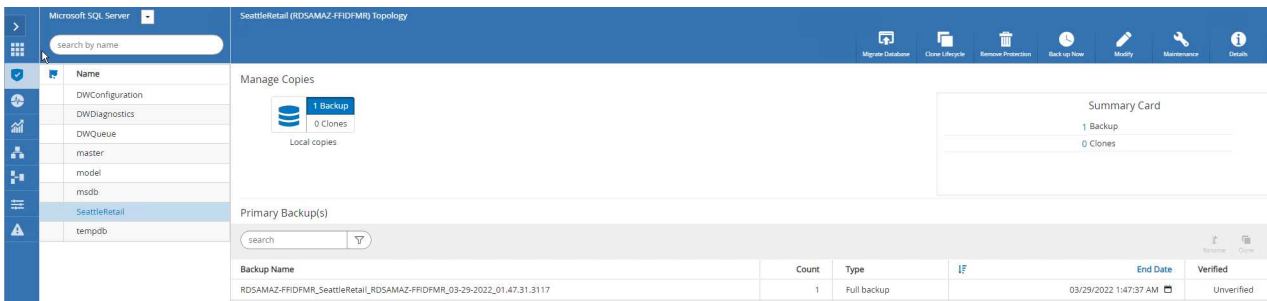 Microsoft SQL Server
SeattleRetail (RDSAMAZ-FFIDFMR) Topology
search by name
Migrate Database
Clone Lifecycle
Remove Protection
Back up Now
Modify
Maintenance
Details
Name
DWConfiguration
DWDiagnostics
DWQueue
master
model
msdb
SeattleRetail
tempdb
Manage Copies
1 Backup
0 Clones
Local copies
Summary Card
1 Backup
0 Clones
Primary Backup(s)
search
Rename
Clone
Backup Name Count Type End Date Verified
RDSAMAZ-FFIDFMR_SeattleRetail_RDSAMAZ-FFIDFMR_03-29-2022_01.47.31.3117 1 Full backup 03/29/2022 1:47:37 AM Unverified